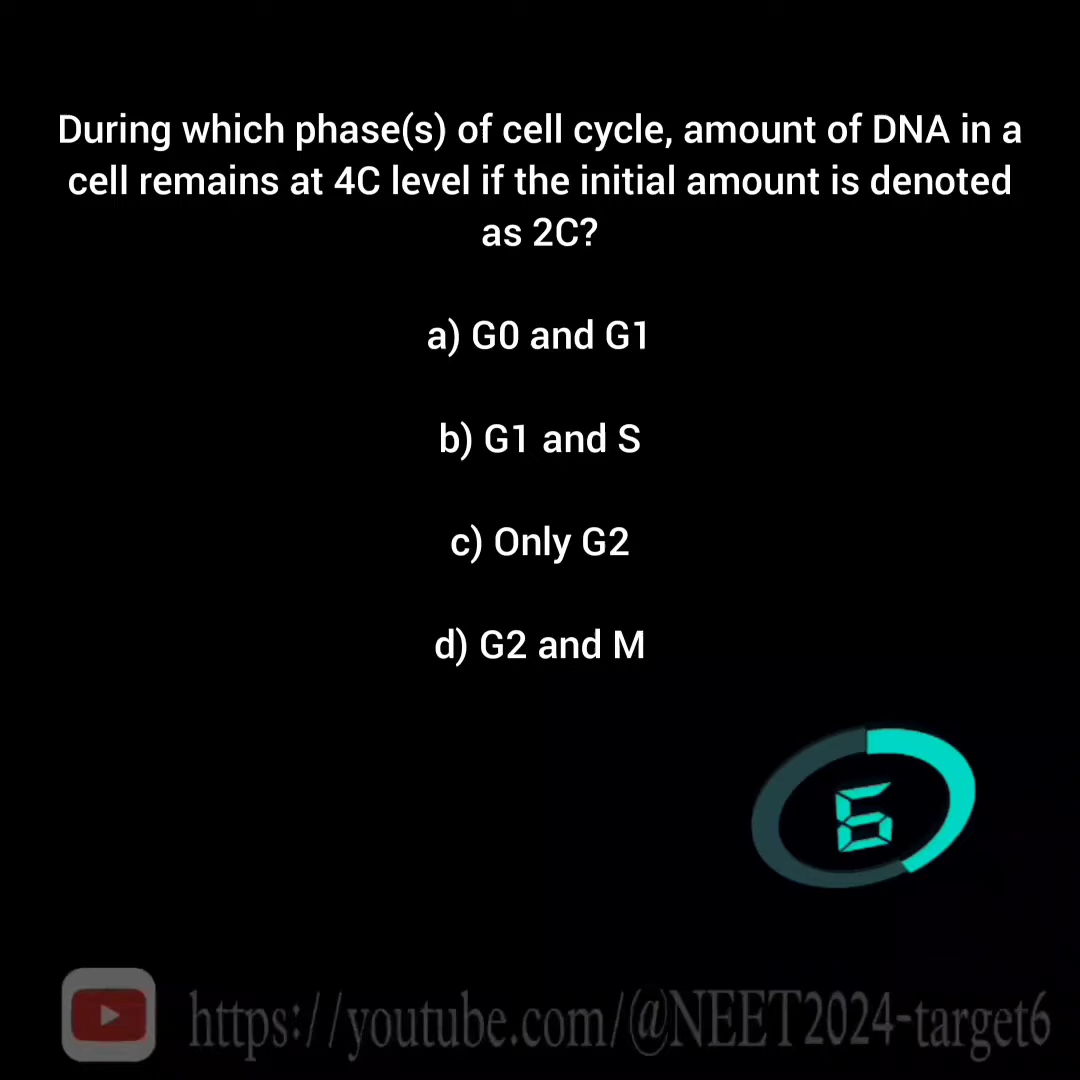 During which phase(s) of cell cycle, amount of DNA in a
cell remains at 4C level if the initial amount is denoted
as 2C?
a) G0 and G1
b) G1 and S
c) Only G2
d) G2 and M
6
https://youtube.com/@NEET2024-target6